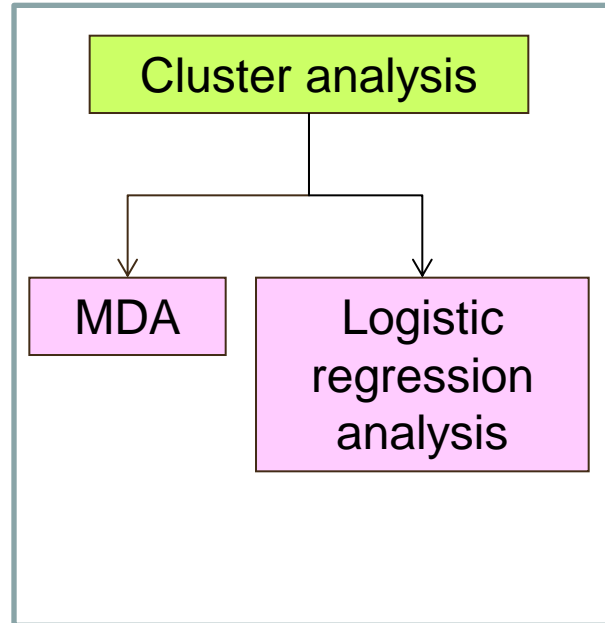 Cluster analysis
MDA
Logistic
regression
analysis